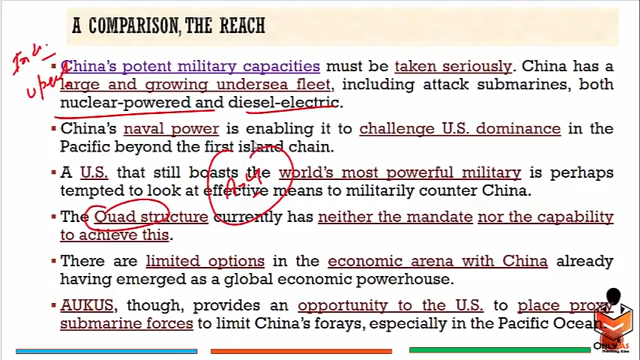 A COMPARISON, THE REACH
China's potent military capacities must be taken seriously. China has a
large and growing undersea fleet, including attack submarines, both
nuclear-powered and diesel-electric.
China's naval power is enabling it to challenge U.S. dominance in the
Pacific beyond the first island chain.
A U.S. that still boasts the world's most powerful military is perhaps
tempted to look at effective means to militarily counter China.
The Quad structure currently has neither the mandate nor the capability
to achieve this.
There are limited options in the economic arena with China already
having emerged as a global economic powerhouse.
AUKUS, though, provides an opportunity to the U.S. to place proxy
submarine forces to limit China's forays, especially in the Pacific Ocean
ONLY IAS